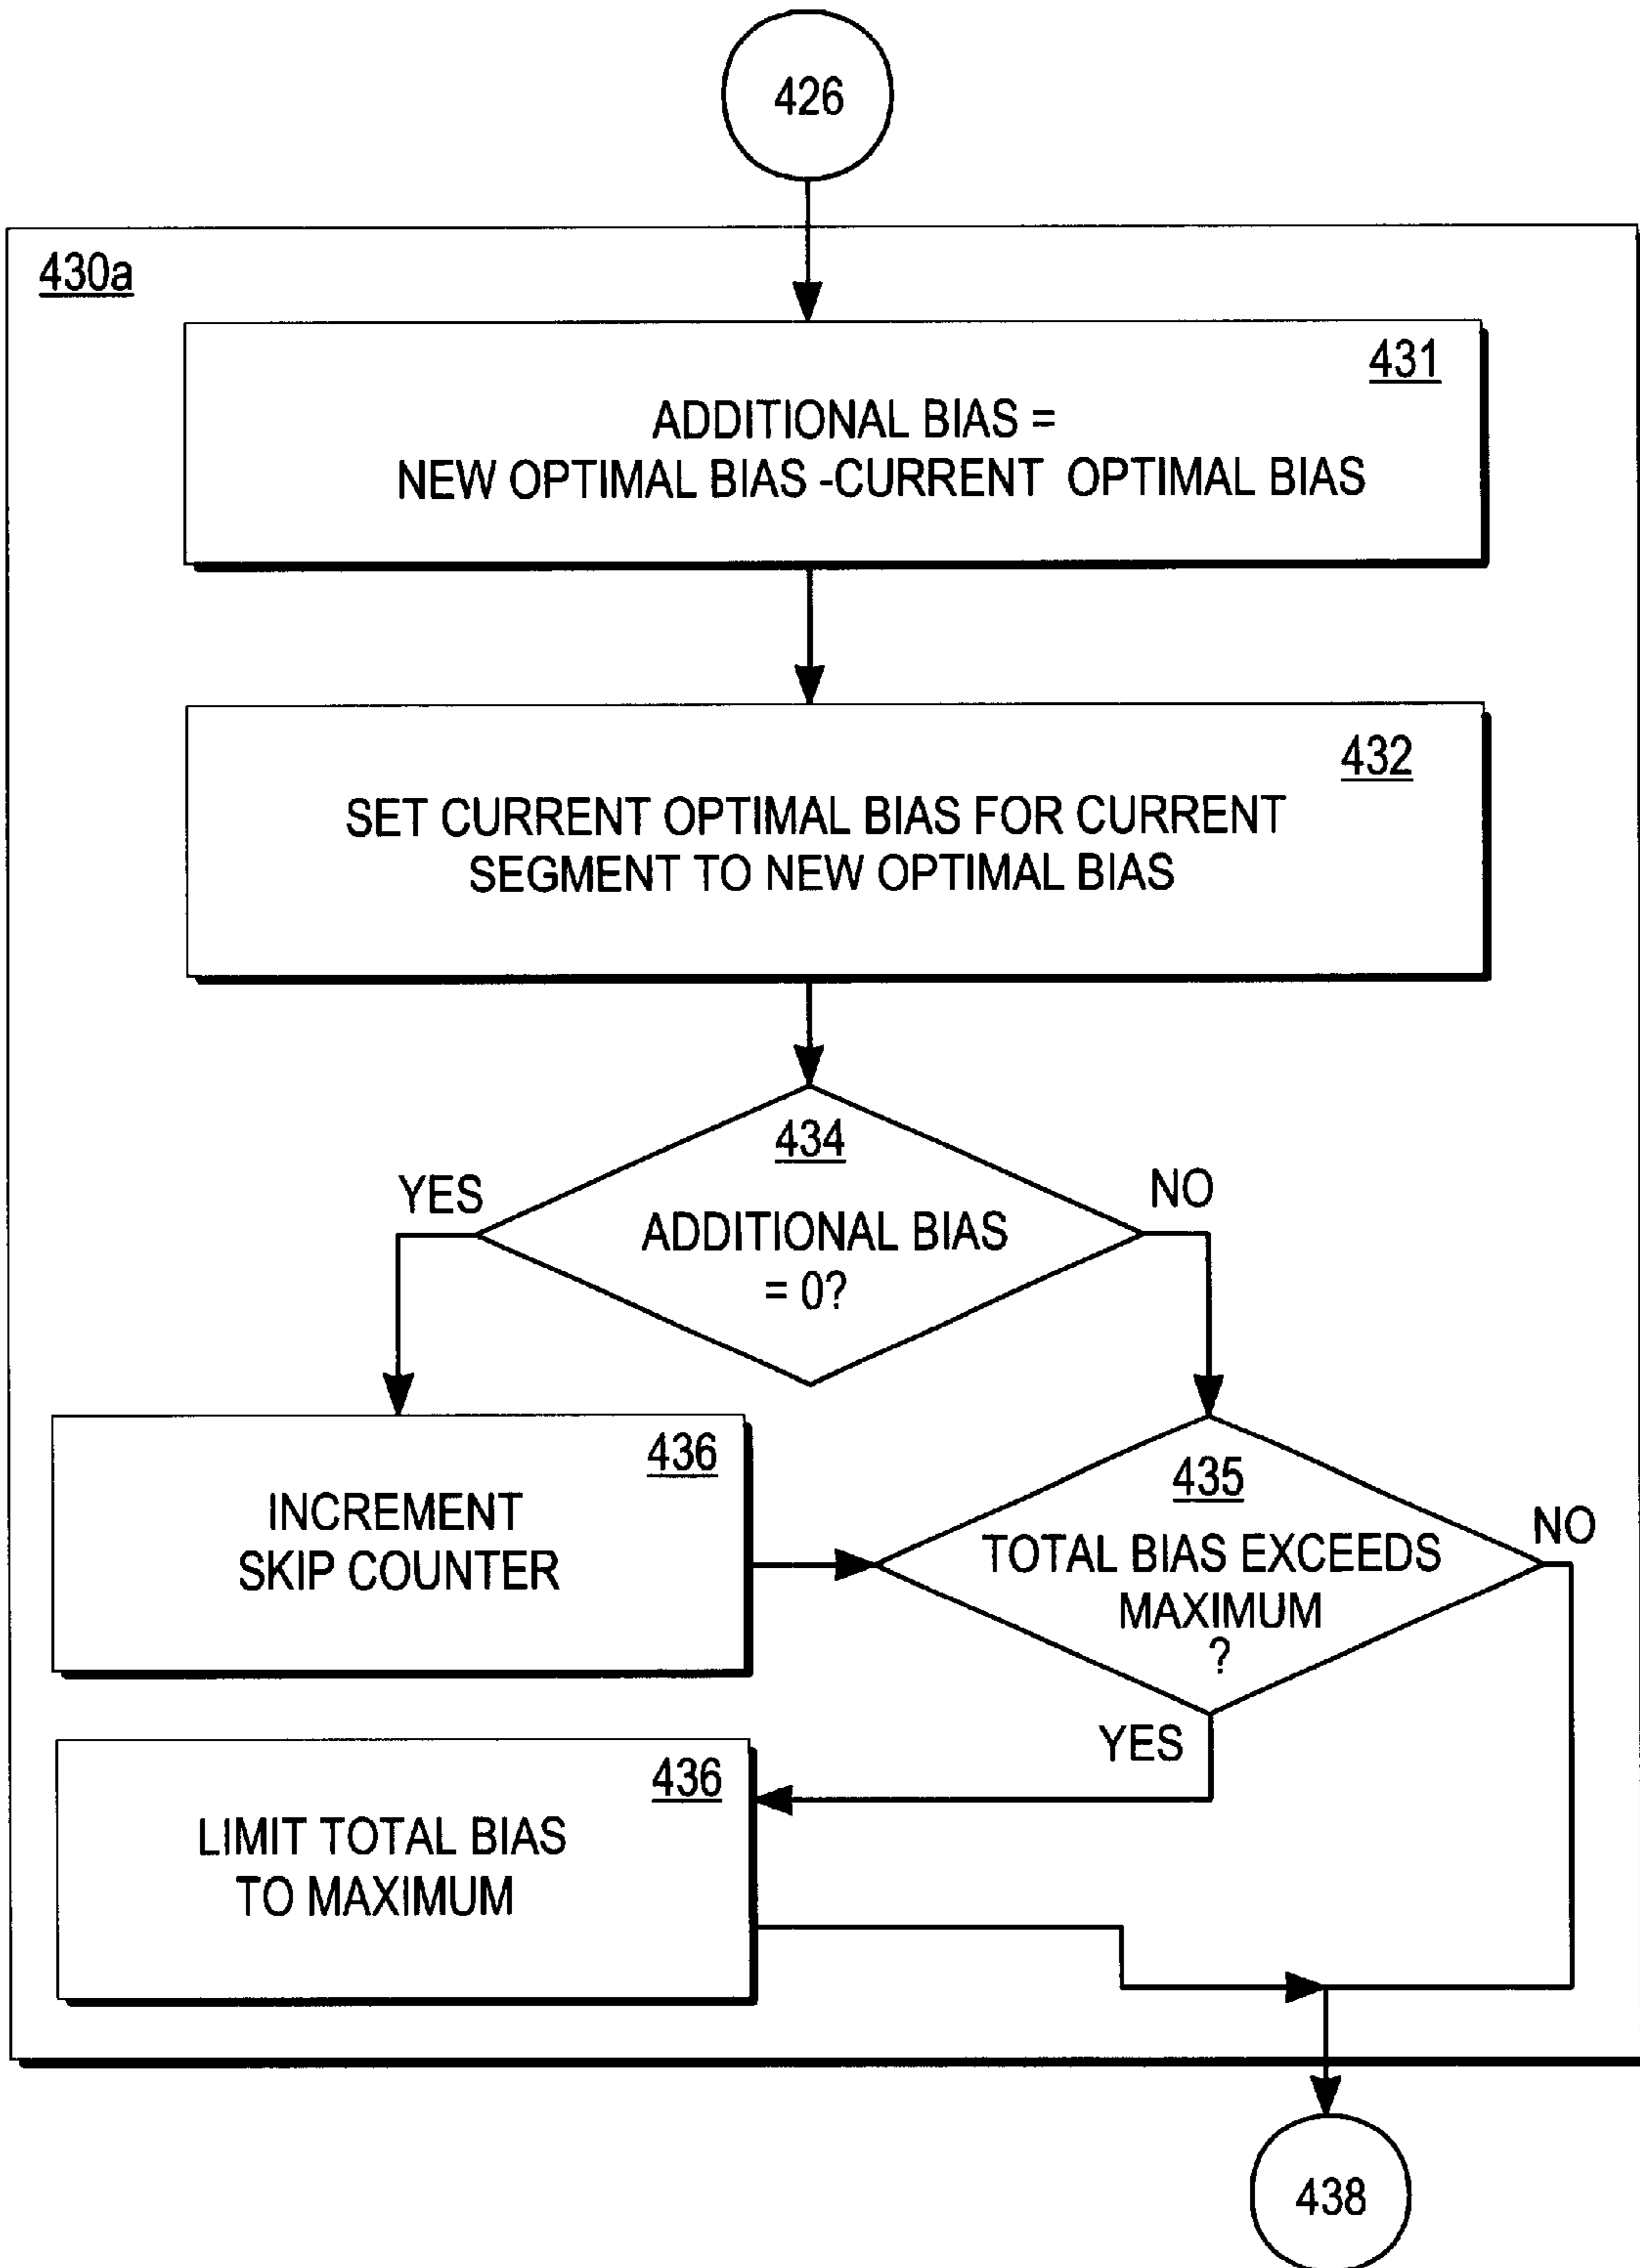 426
430a
431
ADDITIONAL BIAS =
NEW OPTIMAL BIAS -CURRENT OPTIMAL BIAS
432
SET CURRENT OPTIMAL BIAS FOR CURRENT
SEGMENT TO NEW OPTIMAL BIAS
434
YES
NO
ADDITIONAL BIAS
= 0?
436
INCREMENT
SKIP COUNTER
435
NO
TOTAL BIAS EXCEEDS
MAXIMUM
?
YES
436
LIMIT TOTAL BIAS
TO MAXIMUM
438